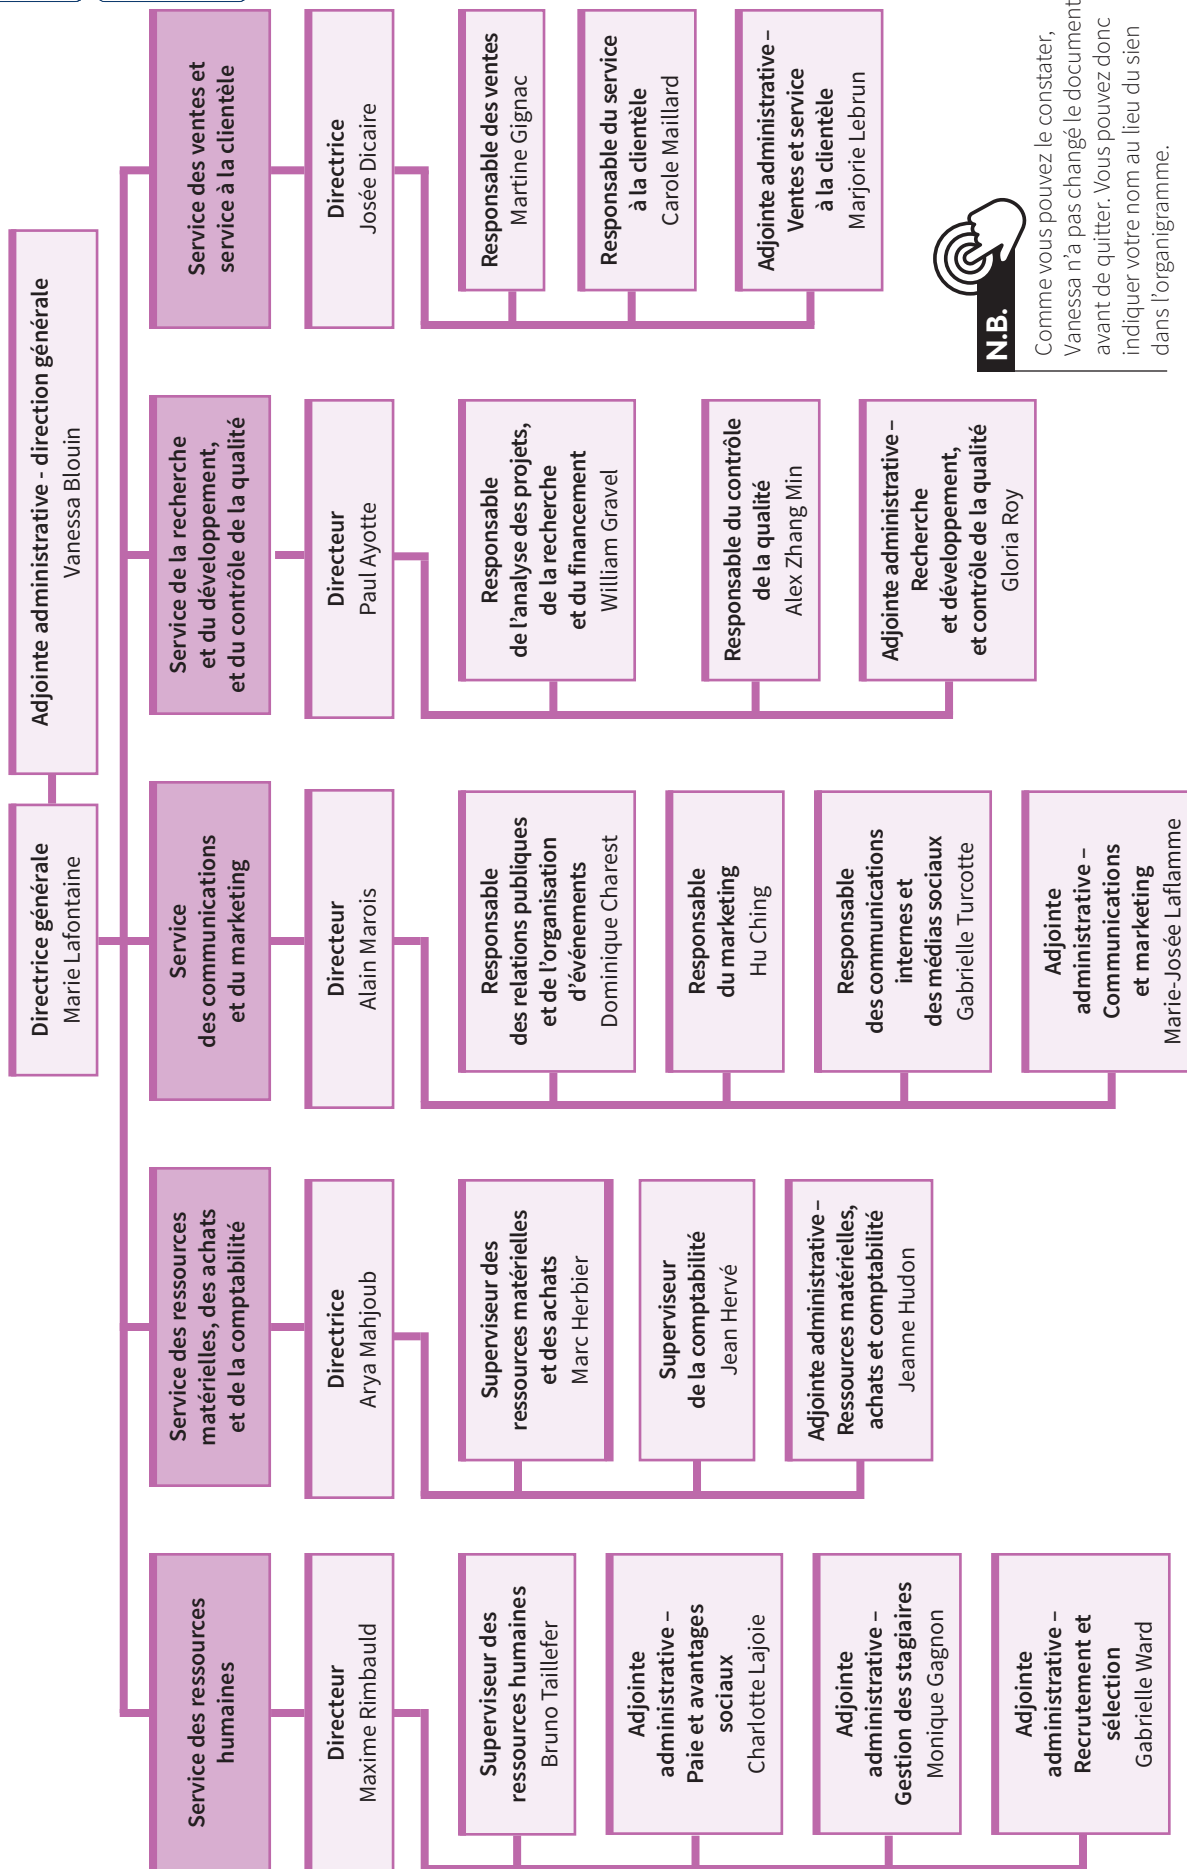 Directrice générale
Marie Lafontaine
Adjointe administrative - direction générale
Vanessa Blouin
Service des ressources
humaines
Directeur
Maxime Rimbauld
Superviseur des
ressources humaines
Bruno Taillefer
Adjointe
administrative –
Paie et avantages
sociaux
Charlotte Lajoie
Adjointe
administrative –
Gestion des stagiaires
Monique Gagnon
Adjointe
administrative –
Recrutement et
sélection
Gabrielle Ward
Service des ressources
matérielles, des achats
et de la comptabilité
Directrice
Arya Mahjoub
Superviseur des
ressources matérielles
et des achats
Marc Herbier
Superviseur
de la comptabilité
Jean Hervé
Adjointe administrative –
Ressources matérielles,
achats et comptabilité
Jeanne Hudon
Service
des communications
et du marketing
Directeur
Alain Marois
Responsable
des relations publiques
et de l'organisation
d'événements
Dominique Charest
Responsable
du marketing
Hu Ching
Responsable
des communications
internes et
des médias sociaux
Gabrielle Turcotte
Adjointe
administrative –
Communications
et marketing
Marie-Josée Laflamme
Service de la recherche
et du développement,
et du contrôle de la qualité
Directeur
Paul Ayotte
Responsable
de l'analyse des projets,
de la recherche
et du financement
William Gravel
Responsable du contrôle
de la qualité
Alex Zhang Min
Adjointe administrative –
Recherche
et développement,
et contrôle de la qualité
Gloria Roy
Service des ventes et
service à la clientèle
Directrice
Josée Dicaire
Responsable des ventes
Martine Gignac
Responsable du service
à la clientèle
Carole Maillard
Adjointe administrative –
Ventes et service
à la clientèle
Marjorie Lebrun
N.B.
Comme vous pouvez le constater,
Vanessa n'a pas changé le document
avant de quitter. Vous pouvez donc
indiquer votre nom au lieu du sien
dans l'organigramme.